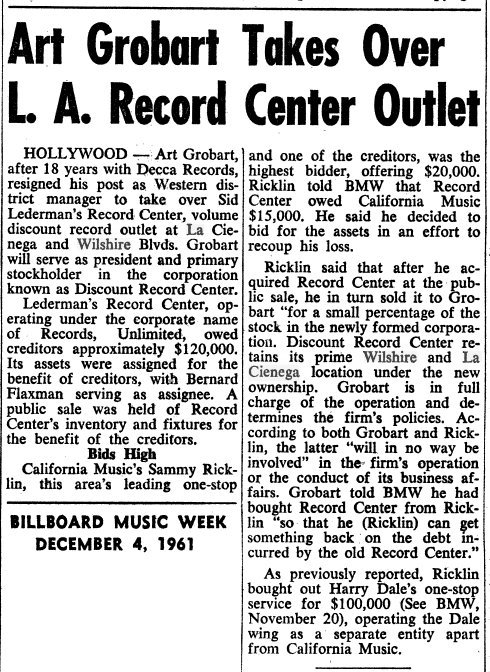 Art Grobart Takes Over
L. A. Record Center Outlet
HOLLYWOOD — Art Grobart,
after 18 years with Decca Records,
resigned his post as Western dis-
trict manager to take over Sid
Lederman's Record Center, volume
discount record outlet at La Cie-
nega and Wilshire Blvds. Grobart
will serve as president and primary
stockholder in the corporation
known as Discount Record Center.
Lederman's Record Center, op-
erating under the corporate name
of Records, Unlimited, owed
creditors approximately $120,000.
Its assets were assigned for the
benefit of creditors, with Bernard
Flaxman serving as assignee. A
public sale was held of Record
Center's inventory and fixtures for
the benefit of the creditors.
Bids High
California Music's Sammy Rick-
lin, this area's leading one-stop
and one of the creditors, was the
highest bidder, offering $20,000.
Ricklin told BMW that Record
Center owed California Music
$15,000. He said he decided to
bid for the assets in an effort to
recoup his loss.
Ricklin said that after he ac-
quired Record Center at the pub-
lic sale, he in turn sold it to Gro-
bart "for a small percentage of the
stock in the newly formed corpora-
tion. Discount Record Center re-
tains its prime Wilshire and La
Cienega location under the new
ownership. Grobart is in full
charge of the operation and de-
termines the firm's policies. Ac-
cording to both Grobart and Rick-
lin, the latter "will in no way be
involved" in the firm's operation
or the conduct of its business af-
fairs. Grobart told BMW he had
bought Record Center from Rick-
lin "so that he (Ricklin) can get
something back on the debt in-
curred by the old Record Center."
As previously reported, Ricklin
bought out Harry Dale's one-stop
service for $100,000 (See BMW,
November 20), operating the Dale
wing as a separate entity apart
from California Music.
BILLBOARD MUSIC WEEK
DECEMBER 4, 1961